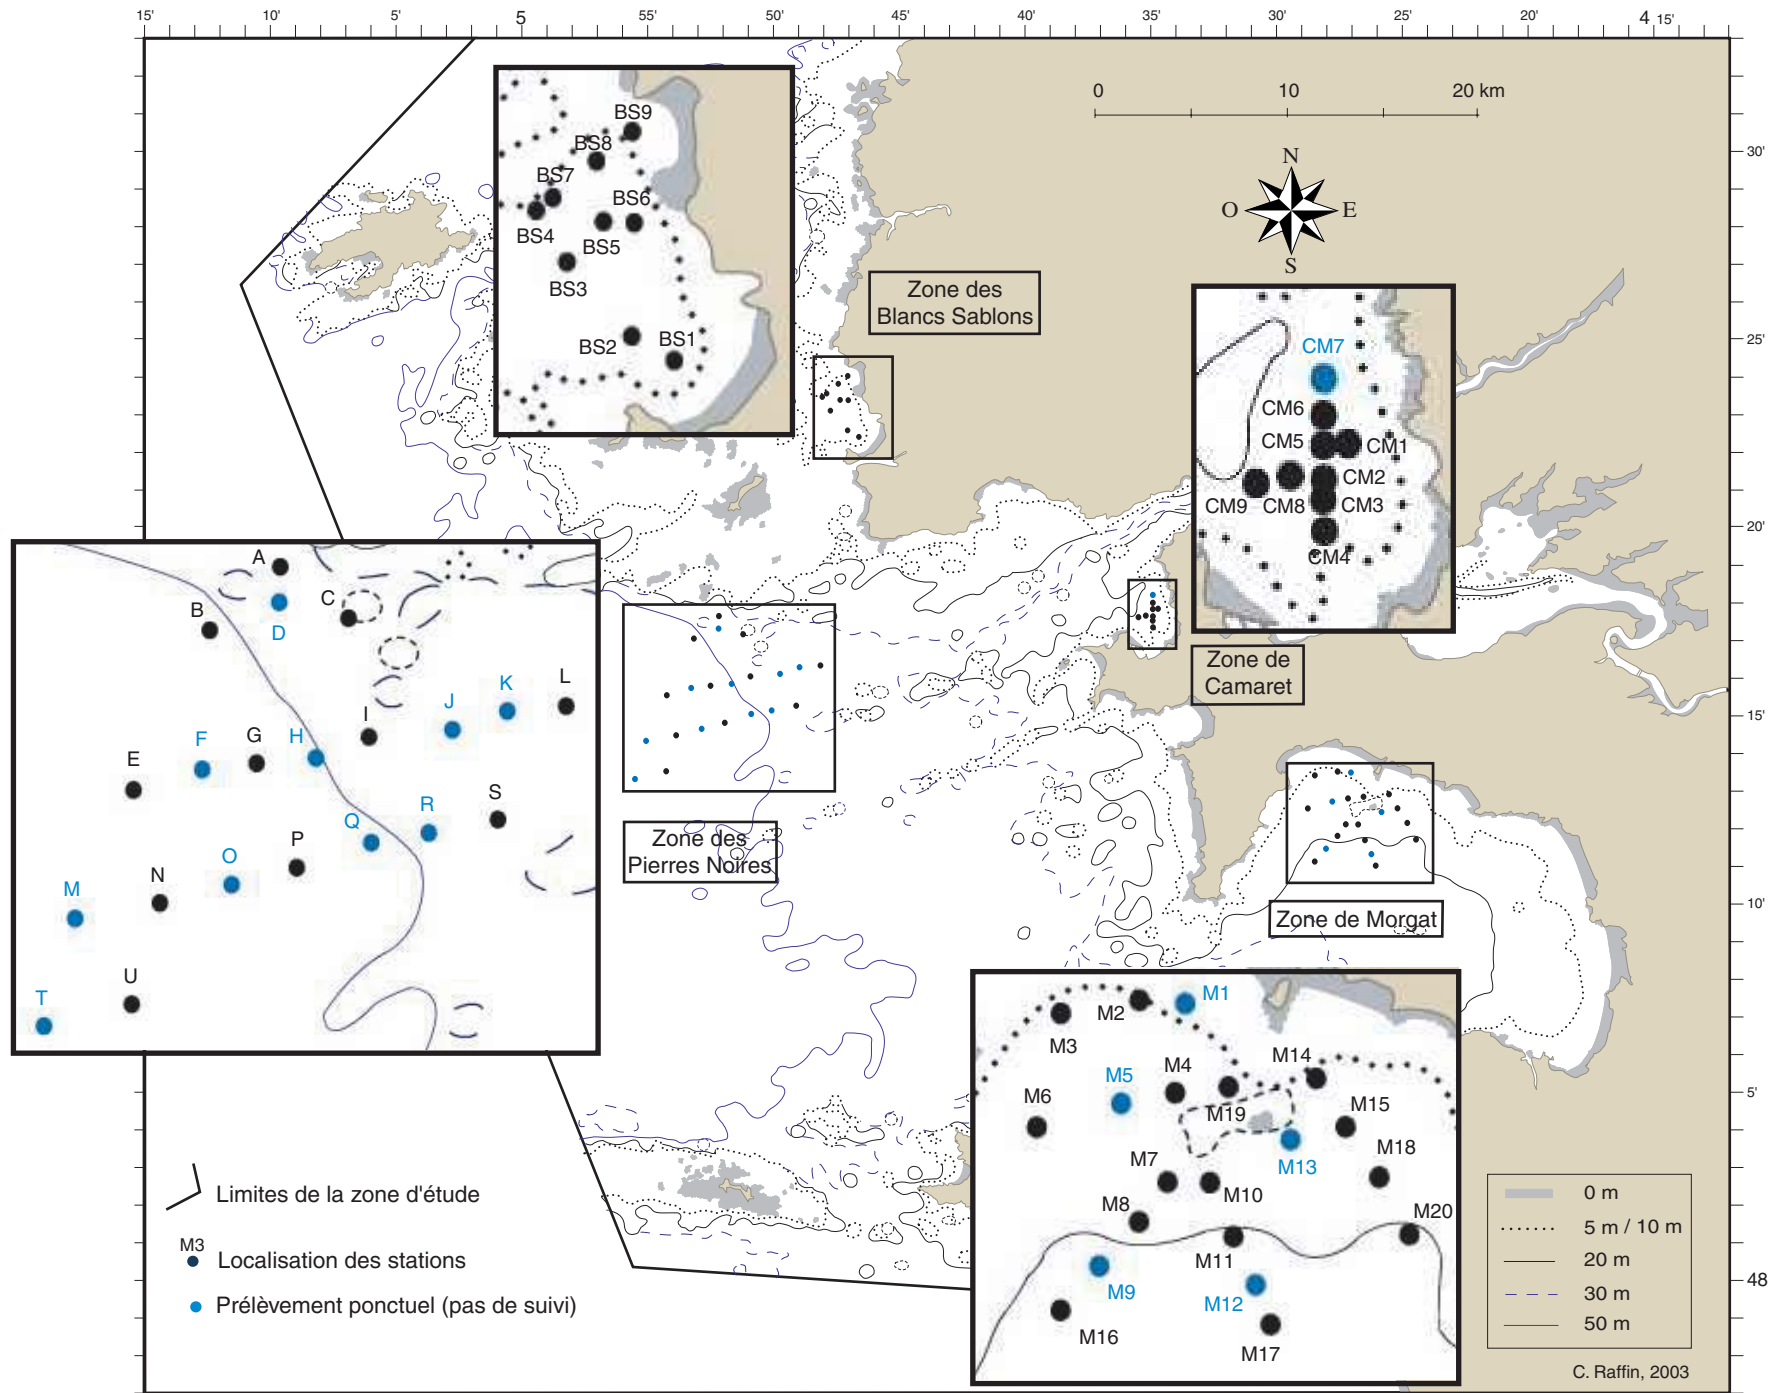 15'
10'
5'
5
55'
50'
45'
40'
35'
30'
25'
20'
4 15'
0
10
20 km
N
O
E
S
30'
25'
20'
15'
10'
5'
48
BS9
BS8
BS7
BS6
BS4
BS5
BS3
BS2
BS1
Zone des
Blancs Sablons
CM7
CM6
CM5
CM1
CM2
CM9
CM8
CM3
CM4
Zone de
Camaret
A
B
C
D
L
K
J
I
H
G
F
E
S
R
Q
P
O
N
M
U
T
Zone des
Pierres Noires
Zone de Morgat
M1
M2
M3
M14
M4
M5
M6
M19
M15
M13
M18
M7
M10
M8
M20
M11
M9
M12
M16
M17
Limites de la zone d'étude
M3
Localisation des stations
Prélèvement ponctuel (pas de suivi)
0 m
5 m / 10 m
20 m
30 m
50 m
C. Raffin, 2003